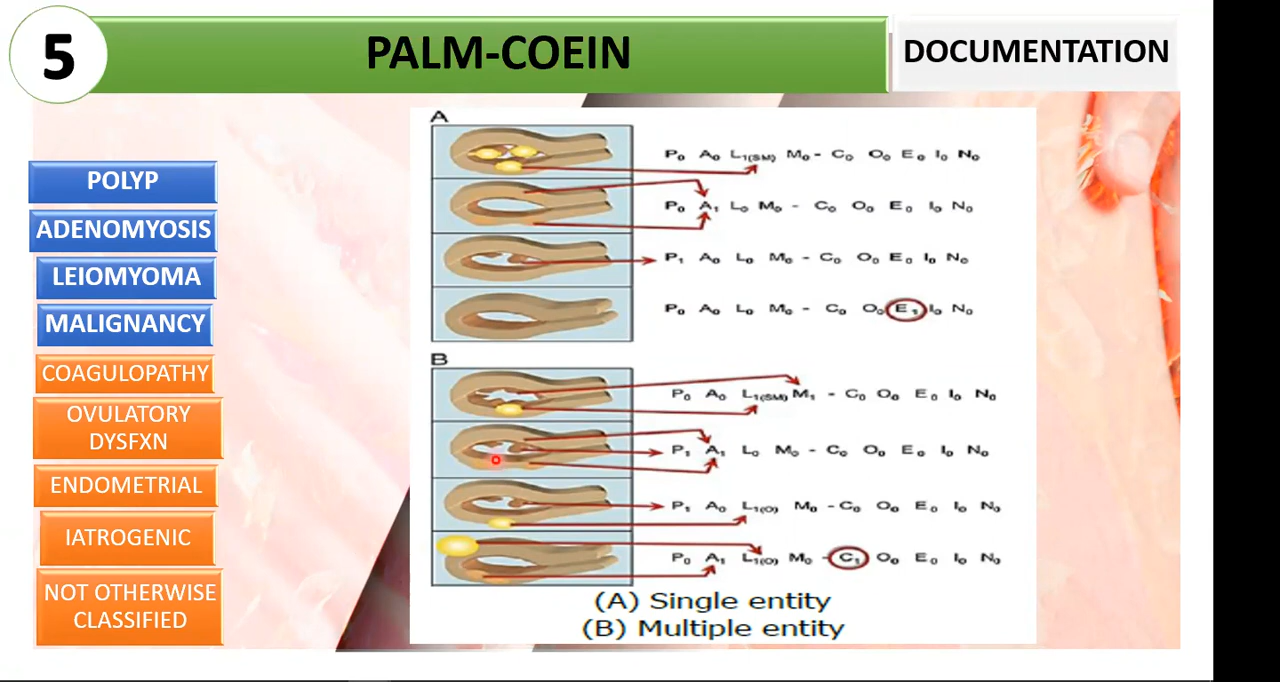 5
PALM-COEIN
DOCUMENTATION
POLYP
ADENOMYOSIS
LEIOMYOMA
MALIGNANCY
COAGULOPATHY
OVULATORY
DYSFXN
ENDOMETRIAL
IATROGENIC
NOT OTHERWISE
CLASSIFIED
A
P₀ A₀ L₁(SM) M₀ - C₀ O₀ E₀ I₀ N₀
P₀ A₁ L₀ M₀ - C₀ O₀ E₀ I₀ N₀
P₁ A₀ L₀ M₀ - C₀ O₀ E₀ I₀ N₀
P₀ A₀ L₀ M₀ - C₀ O₀ E₁ I₀ N₀
B
P₀ A₀ L₁(SM) M₁ - C₀ O₀ E₀ I₀ N₀
P₁ A₁ L₀ M₀ - C₀ O₀ E₀ I₀ N₀
P₁ A₀ L₁(O) M₀ - C₀ O₀ E₀ I₀ N₀
P₀ A₁ L₁(O) M₀ - C₁ O₀ E₀ I₀ N₀
(A) Single entity
(B) Multiple entity